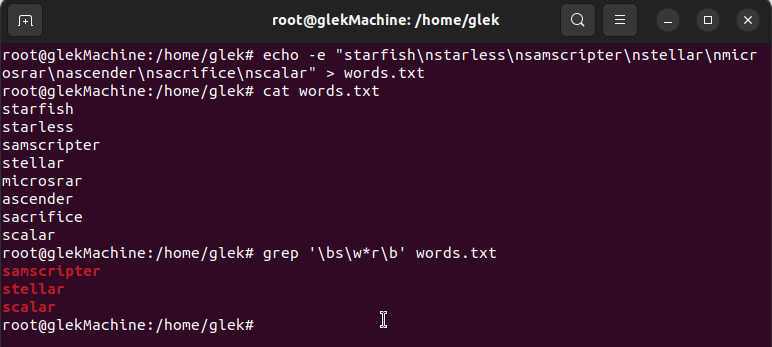 root@glekMachine: /home/glek
root@glekMachine:/home/glek# echo -e "starfish\nstarless\nsamscripter\nstellar\nmicr
osrar\nascender\nsacrifice\nscalar" > words.txt
root@glekMachine:/home/glek# cat words.txt
starfish
starless
samscripter
stellar
microsrar
ascender
sacrifice
scalar
root@glekMachine:/home/glek# grep '\bs\w*r\b' words.txt
samscripter
stellar
scalar
root@glekMachine:/home/glek#